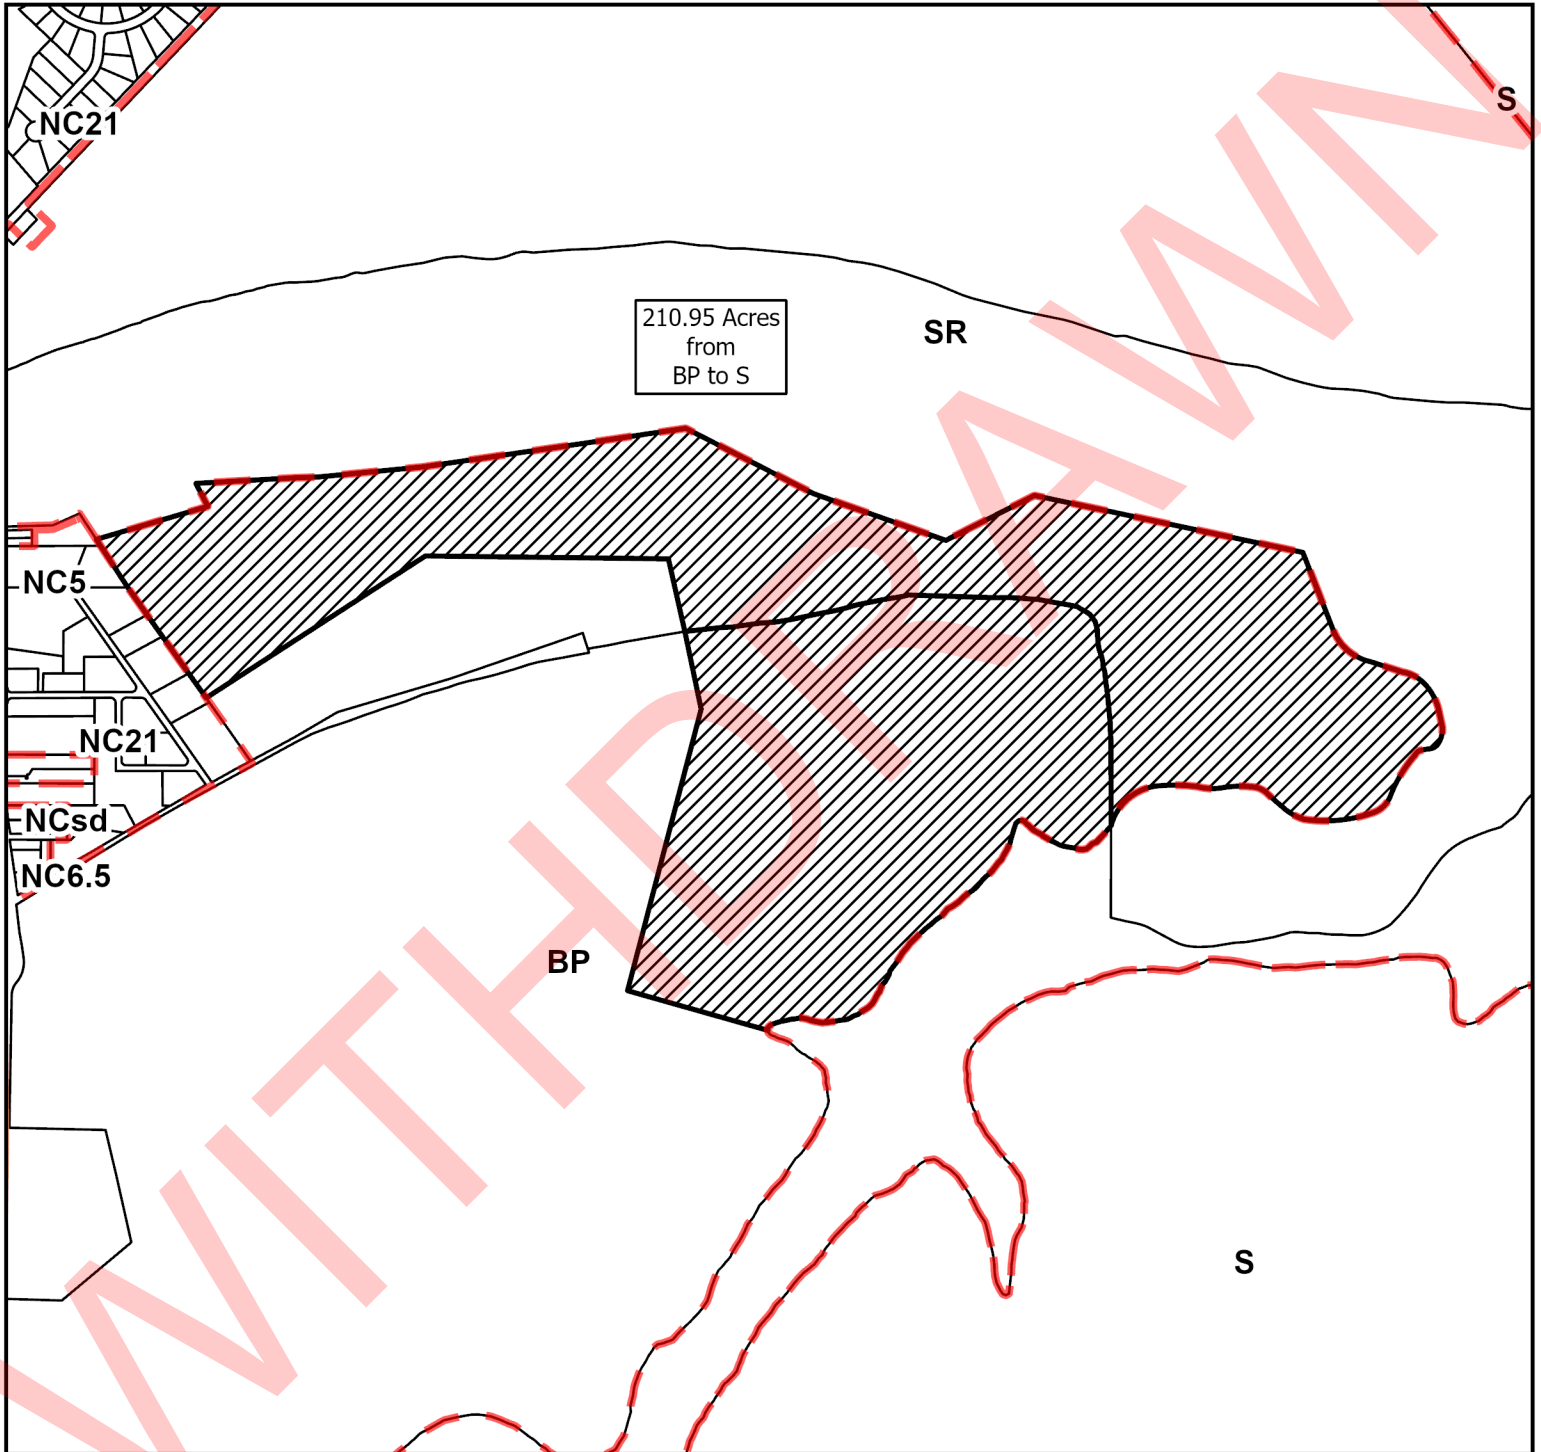 NC21
S
210.95 Acres
from
BP to S
SR
NC5
NC21
NCsd
NC6.5
BP
S
WITHDRAWN